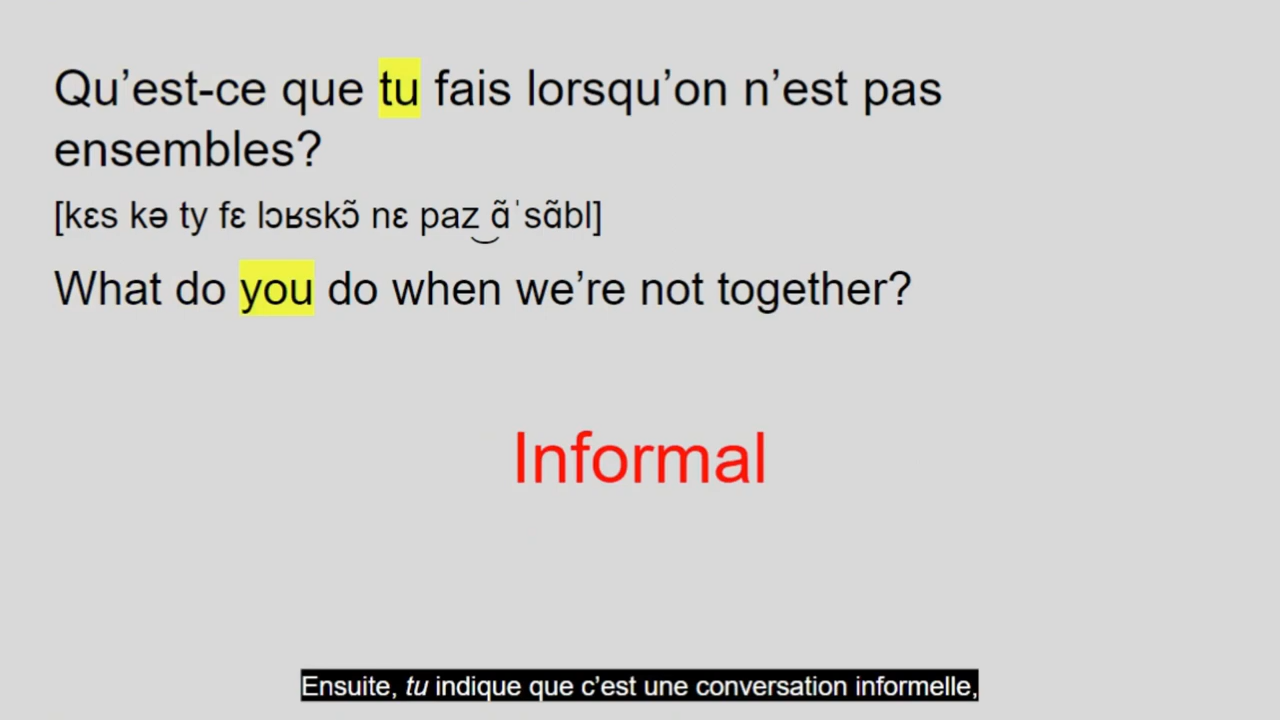 Qu’est-ce que tu fais lorsqu’on n’est pas
ensembles?
[kɛs kə ty fɛ lɔʁskɔ̃ nɛ paz‿ɑ̃ˈsɑ̃bl]
What do you do when we’re not together?
Informal
Ensuite, tu indique que c’est une conversation informelle,